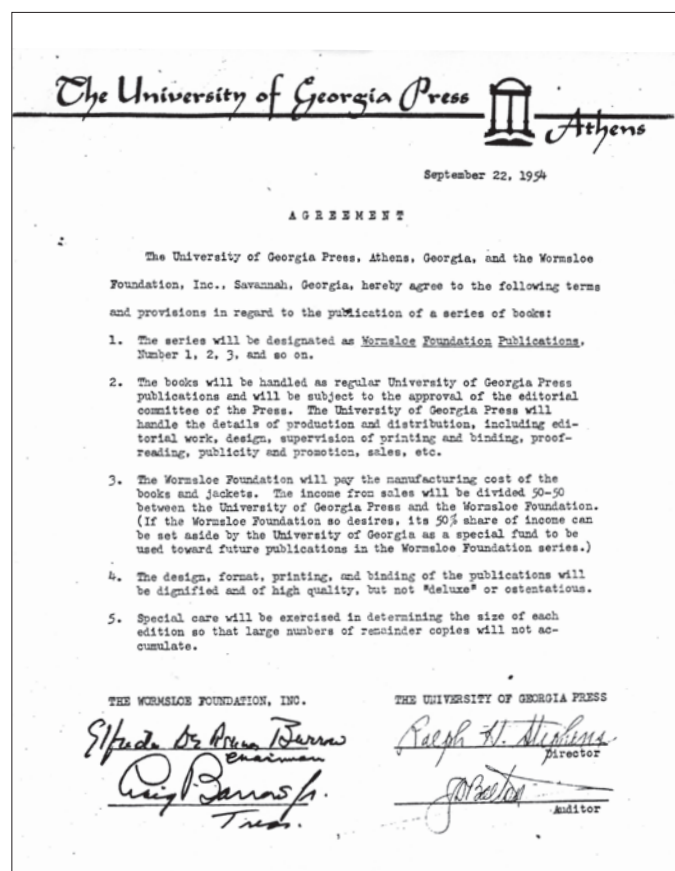 The University of Georgia Press
Athens
September 22, 1954
AGREEMENT
The University of Georgia Press, Athens, Georgia, and the Wormsloe
Foundation, Inc., Savannah, Georgia, hereby agree to the following terms
and provisions in regard to the publication of a series of books:
1. The series will be designated as Wormsloe Foundation Publications,
Number 1, 2, 3, and so on.
2. The books will be handled as regular University of Georgia Press
publications and will be subject to the approval of the editorial
committee of the Press. The University of Georgia Press will
handle the details of production and distribution, including edi-
torial work, design, supervision of printing and binding, proof-
reading, publicity and promotion, sales, etc.
3. The Wormsloe Foundation will pay the manufacturing cost of the
books and jackets. The income from sales will be divided 50-50
between the University of Georgia Press and the Wormsloe Foundation.
(If the Wormsloe Foundation so desires, its 50% share of income can
be set aside by the University of Georgia as a special fund to be
used toward future publications in the Wormsloe Foundation series.)
4. The design, format, printing, and binding of the publications will
be dignified and of high quality, but not "deluxe" or ostentatious.
5. Special care will be exercised in determining the size of each
edition so that large numbers of remainder copies will not ac-
cumulate.
THE WORMSLOE FOUNDATION, INC.
THE UNIVERSITY OF GEORGIA PRESS
Elfrida De Renne Barrow
Chairman
Ralph H. Stephens
Director
Craig Barrow Jr.
Treas.
J D Bolton
Auditor